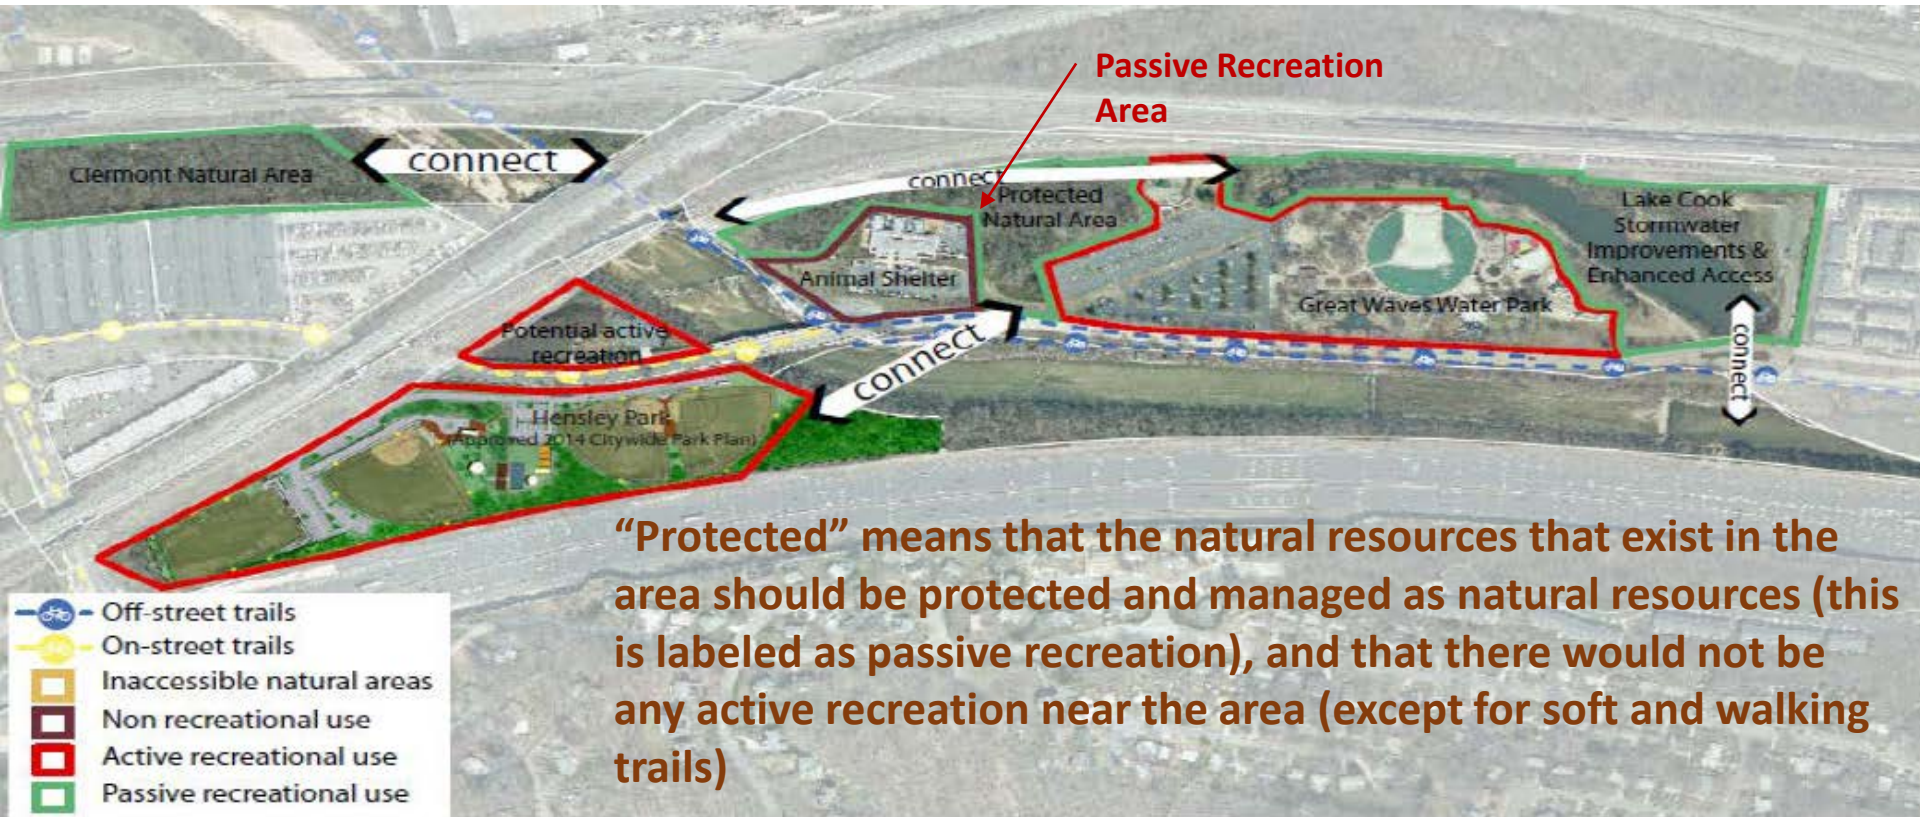 Passive Recreation
Area
Clermont Natural Area
connect
connect
Protected
Natural Area
Lake Cook
Stormwater
Improvements &
Enhanced Access
Animal Shelter
Great Waves Water Park
Potential active
recreation
connect
connect
Hensley Park
(Approved 2014 Citywide Park Plan)
“Protected” means that the natural resources that exist in the
area should be protected and managed as natural resources (this
is labeled as passive recreation), and that there would not be
any active recreation near the area (except for soft and walking
trails)
Off-street trails
On-street trails
Inaccessible natural areas
Non recreational use
Active recreational use
Passive recreational use